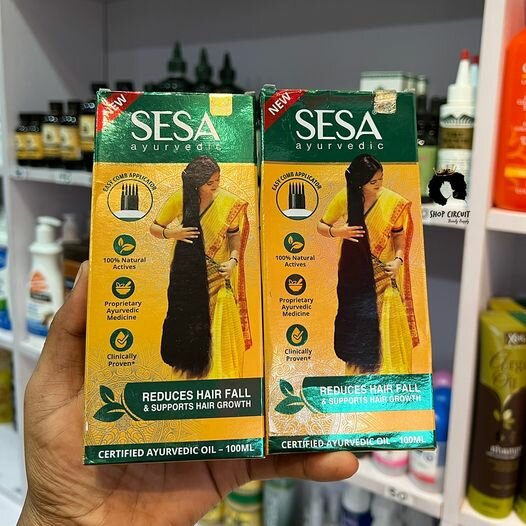 NEW
SESA
ayurvedic
EASY COMB APPLICATOR
100% Natural
Actives
Proprietary
Ayurvedic
Medicine
Clinically
Proven*
REDUCES HAIR FALL
& SUPPORTS HAIR GROWTH
CERTIFIED AYURVEDIC OIL – 100ML
NEW
SESA
ayurvedic
EASY COMB APPLICATOR
100% Natural
Actives
Proprietary
Ayurvedic
Medicine
Clinically
Proven*
REDUCES HAIR FALL
& SUPPORTS HAIR GROWTH
CERTIFIED AYURVEDIC OIL – 100ML
SHOP CIRCUIT
Beauty Supply